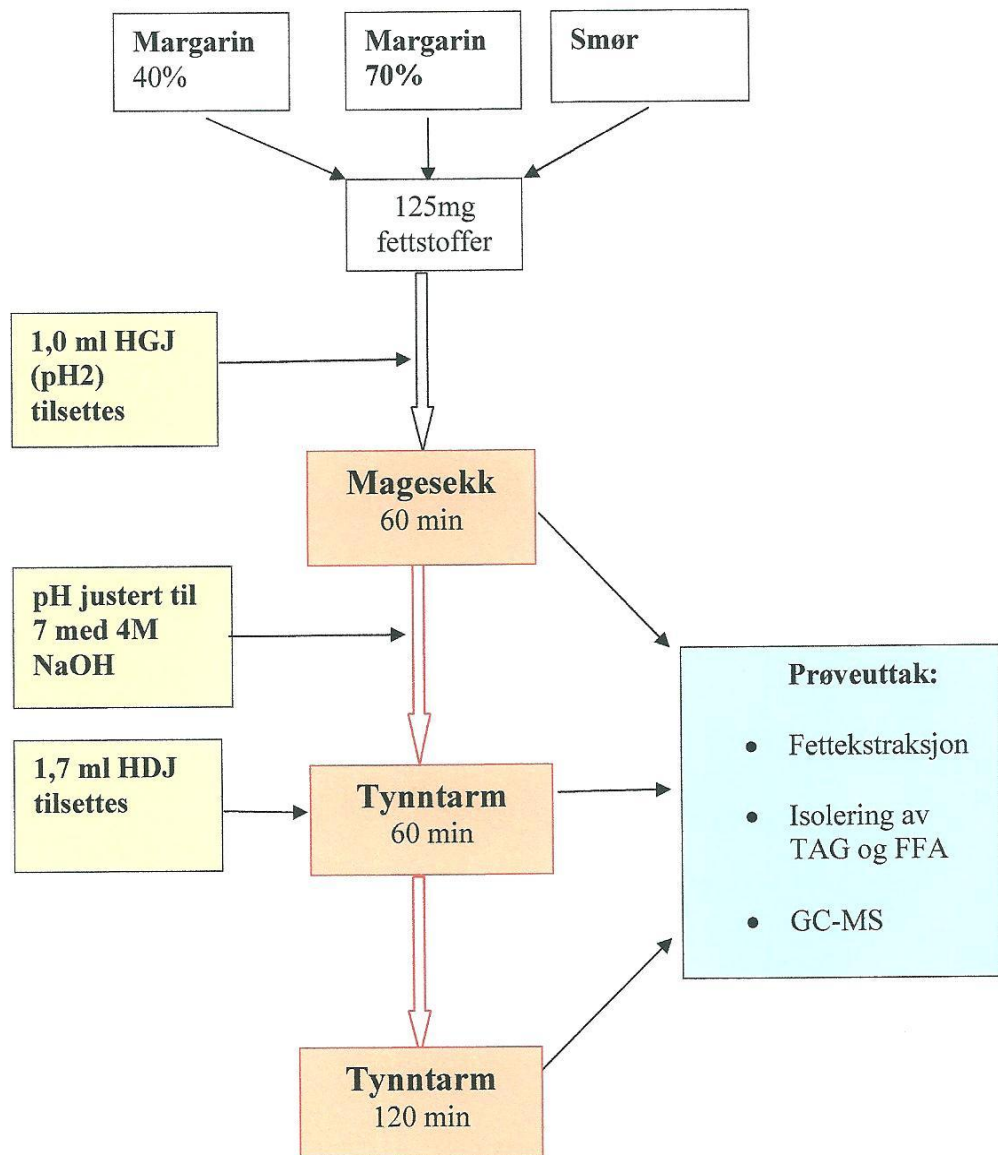 Margarin
40%
Margarin
70%
Smør
125mg
fettstoffer
1,0 ml HGJ
(pH2)
tilsettes
Magesekk
60 min
pH justert til
7 med 4M
NaOH
1,7 ml HDJ
tilsettes
Tynntarm
60 min
Prøveuttak:
• Fettekstraksjon
• Isolering av
TAG og FFA
• GC-MS
Tynntarm
120 min